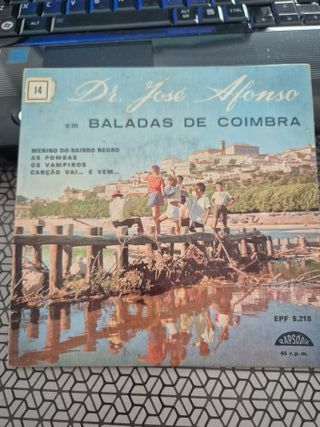 14
Dr. José Afonso
em BALADAS DE COIMBRA
MENINO DO BAIRRO NEGRO
AS POMBAS
OS VAMPIROS
CANÇÃO VAI... E VEM...
EPF 5.218
RAPSÓDIA
45 r.p.m.